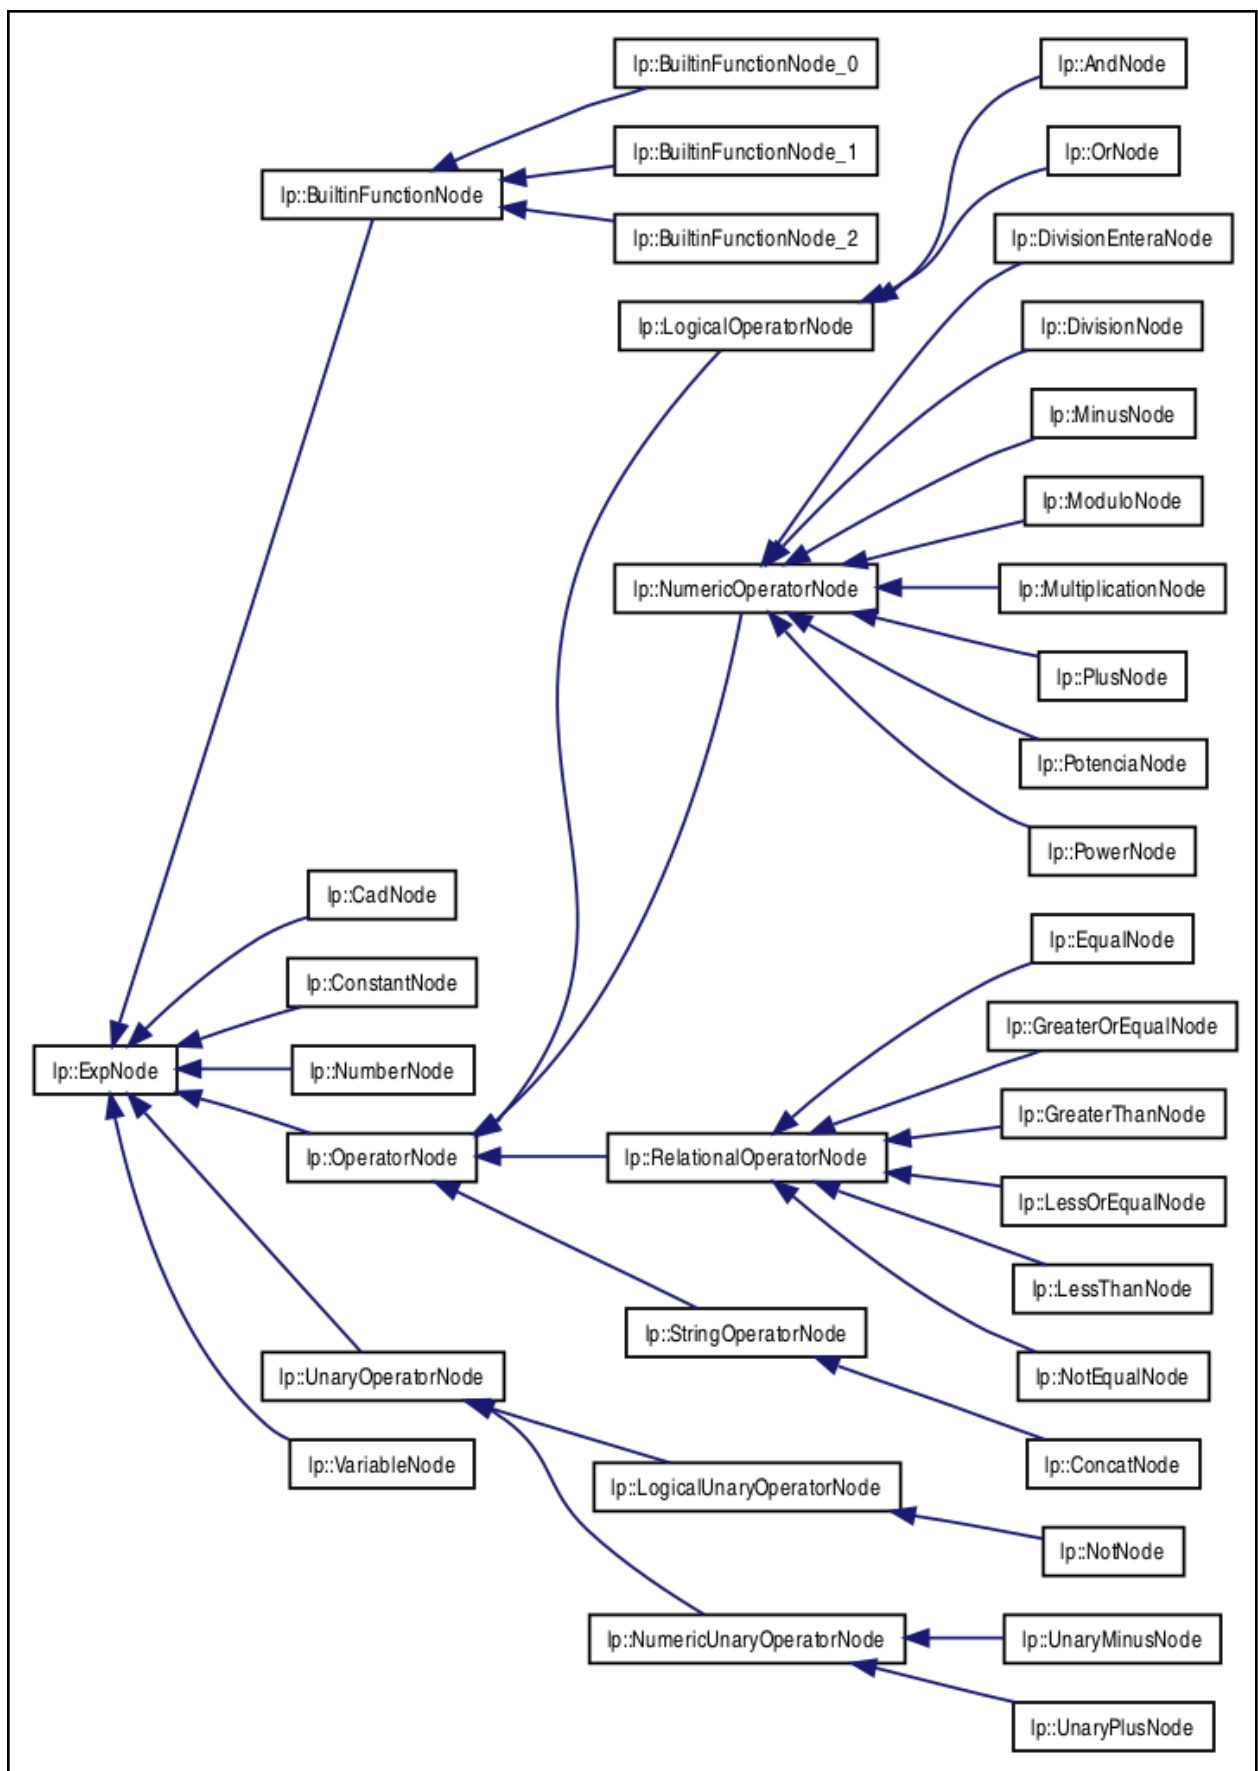 lp::BuiltinFunctionNode_0
lp::AndNode
lp::BuiltinFunctionNode_1
lp::OrNode
lp::BuiltinFunctionNode
lp::BuiltinFunctionNode_2
lp::DivisionEnteraNode
lp::LogicalOperatorNode
lp::DivisionNode
lp::MinusNode
lp::ModuloNode
lp::NumericOperatorNode
lp::MultiplicationNode
lp::PlusNode
lp::PotenciaNode
lp::PowerNode
lp::CadNode
lp::EqualNode
lp::ConstantNode
lp::GreaterOrEqualNode
lp::ExpNode
lp::NumberNode
lp::GreaterThanNode
lp::OperatorNode
lp::RelationalOperatorNode
lp::LessOrEqualNode
lp::LessThanNode
lp::StringOperatorNode
lp::UnaryOperatorNode
lp::NotEqualNode
lp::VariableNode
lp::ConcatNode
lp::LogicalUnaryOperatorNode
lp::NotNode
lp::NumericUnaryOperatorNode
lp::UnaryMinusNode
lp::UnaryPlusNode